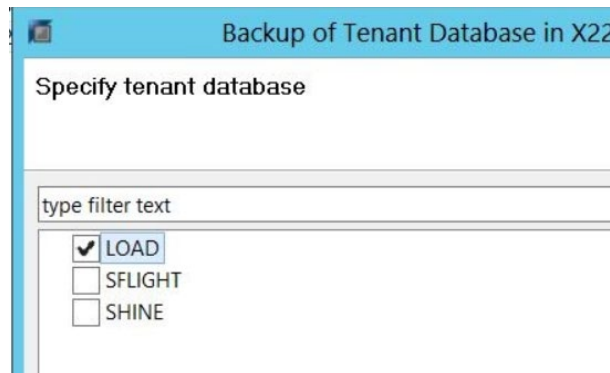 Backup of Tenant Database in X22
Specify tenant database
type filter text
LOAD
SFLIGHT
SHINE